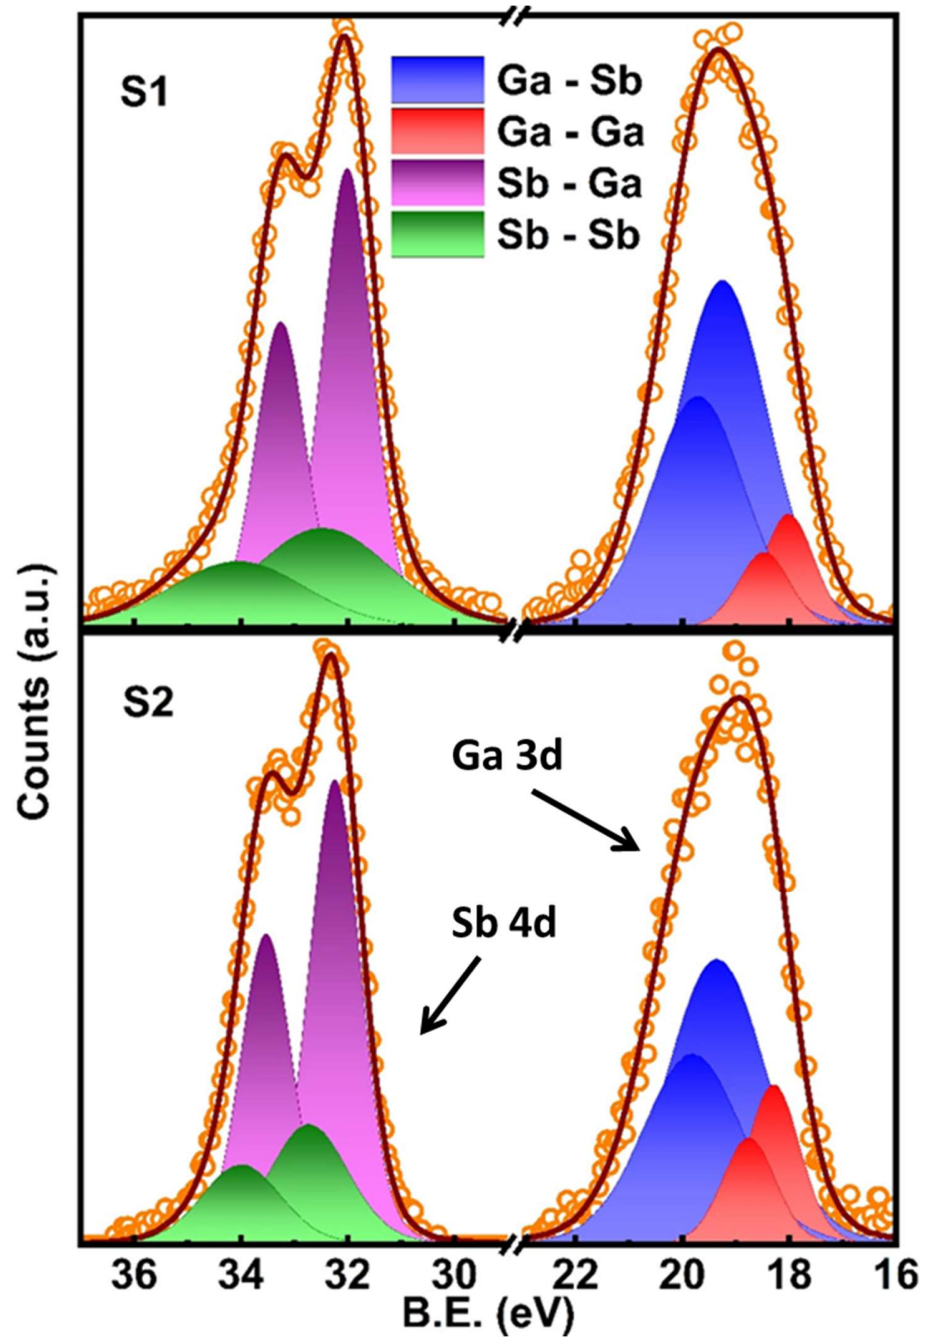 S1
Ga - Sb
Ga - Ga
Sb - Ga
Sb - Sb
S2
Ga 3d
Sb 4d
Counts (a.u.)
36 34 32 30 22 20 18 16
B.E. (eV)